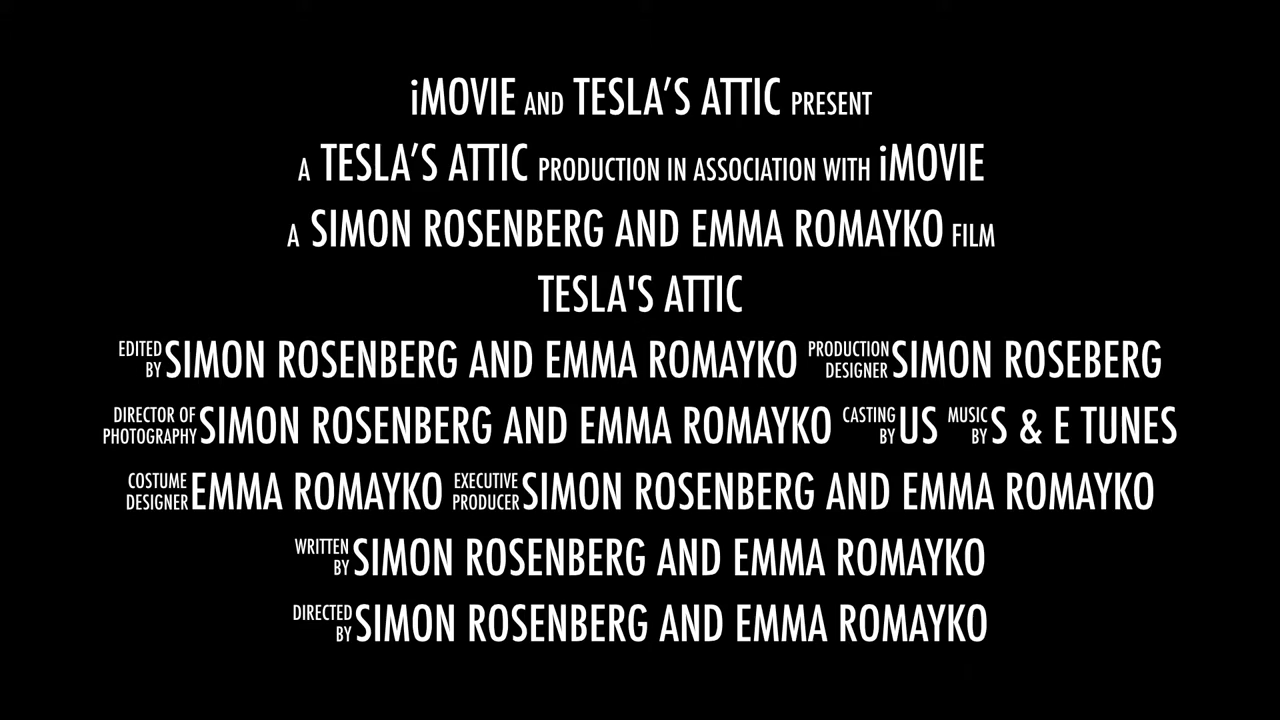 iMOVIE AND TESLA’S ATTIC PRESENT
A TESLA’S ATTIC PRODUCTION IN ASSOCIATION WITH iMOVIE
A SIMON ROSENBERG AND EMMA ROMAYKO FILM
TESLA'S ATTIC
EDITED BY SIMON ROSENBERG AND EMMA ROMAYKO PRODUCTION DESIGNER SIMON ROSEBERG
DIRECTOR OF PHOTOGRAPHY SIMON ROSENBERG AND EMMA ROMAYKO CASTING BY US MUSIC BY S & E TUNES
COSTUME DESIGNER EMMA ROMAYKO EXECUTIVE PRODUCER SIMON ROSENBERG AND EMMA ROMAYKO
WRITTEN BY SIMON ROSENBERG AND EMMA ROMAYKO
DIRECTED BY SIMON ROSENBERG AND EMMA ROMAYKO